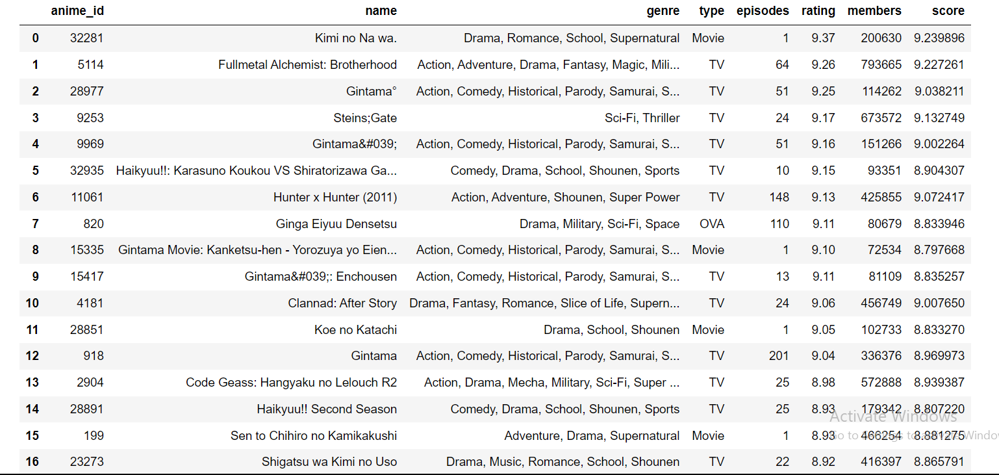 anime_id name genre type episodes rating members score
0 32281 Kimi no Na wa. Drama, Romance, School, Supernatural Movie 1 9.37 200630 9.239896
1 5114 Fullmetal Alchemist: Brotherhood Action, Adventure, Drama, Fantasy, Magic, Mili... TV 64 9.26 793665 9.227261
2 28977 Gintama° Action, Comedy, Historical, Parody, Samurai, S... TV 51 9.25 114262 9.038211
3 9253 Steins;Gate Sci-Fi, Thriller TV 24 9.17 673572 9.132749
4 9969 Gintama&#039; Action, Comedy, Historical, Parody, Samurai, S... TV 51 9.16 151266 9.002264
5 32935 Haikyuu!!: Karasuno Koukou VS Shiratorizawa Ga... Comedy, Drama, School, Shounen, Sports TV 10 9.15 93351 8.904307
6 11061 Hunter x Hunter (2011) Action, Adventure, Shounen, Super Power TV 148 9.13 425855 9.072417
7 820 Ginga Eiyuu Densetsu Drama, Military, Sci-Fi, Space OVA 110 9.11 80679 8.833946
8 15335 Gintama Movie: Kanketsu-hen - Yorozuya yo Eien... Action, Comedy, Historical, Parody, Samurai, S... Movie 1 9.10 72534 8.797668
9 15417 Gintama&#039;: Enchousen Action, Comedy, Historical, Parody, Samurai, S... TV 13 9.11 81109 8.835257
10 4181 Clannad: After Story Drama, Fantasy, Romance, Slice of Life, Supern... TV 24 9.06 456749 9.007650
11 28851 Koe no Katachi Drama, School, Shounen Movie 1 9.05 102733 8.833270
12 918 Gintama Action, Comedy, Historical, Parody, Samurai, S... TV 201 9.04 336376 8.969973
13 2904 Code Geass: Hangyaku no Lelouch R2 Action, Drama, Mecha, Military, Sci-Fi, Super ... TV 25 8.98 572888 8.939387
14 28891 Haikyuu!! Second Season Comedy, Drama, School, Shounen, Sports TV 25 8.93 179342 8.807220
Activate Windows
15 199 Sen to Chihiro no Kamikakushi Adventure, Drama, Supernatural Movie 1 8.93 466254 8.881275
Go to Settings to activate Windo
16 23273 Shigatsu wa Kimi no Uso Drama, Music, Romance, School, Shounen TV 22 8.92 416397 8.865791